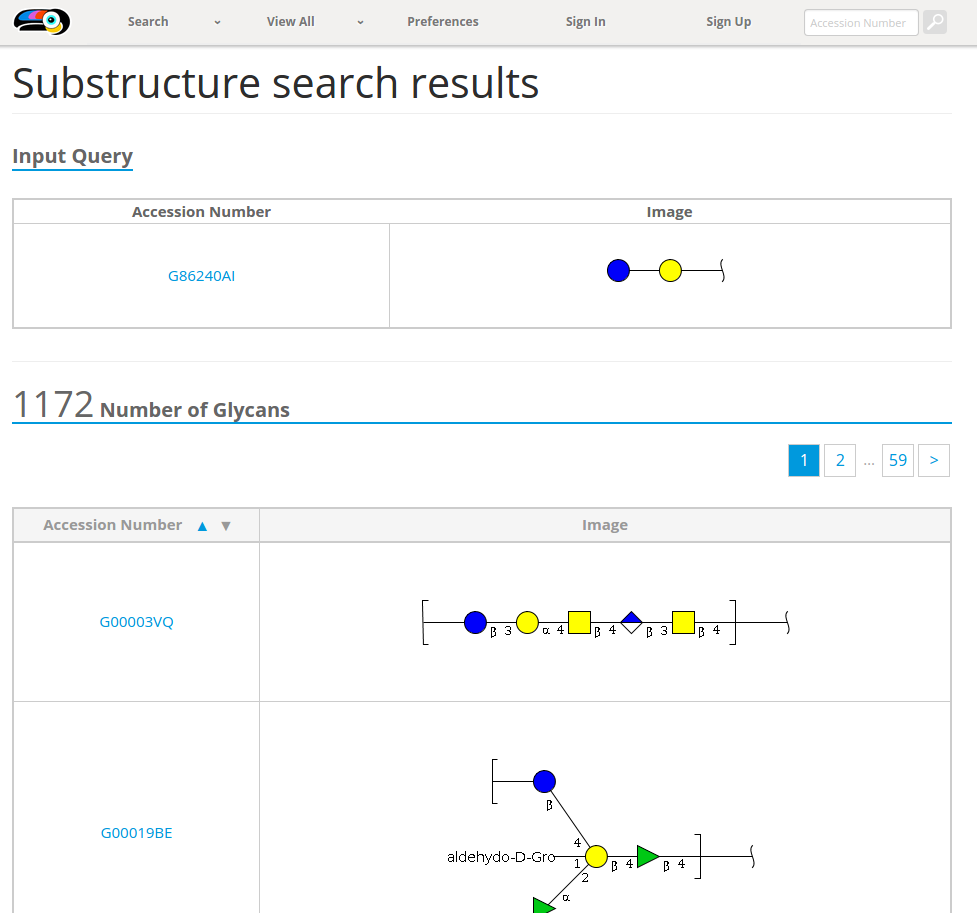 Search View All Preferences Sign In Sign Up Accession Number
Substructure search results
Input Query
Accession Number Image
G86240AI
1172 Number of Glycans
1 2 ... 59 >
Accession Number ▲ ▼ Image
G00003VQ
β 3 α 4 β 4 β 3 β 4
β
G00019BE
4
aldehydo-D-Gro 1 β 4 β 4
2
α